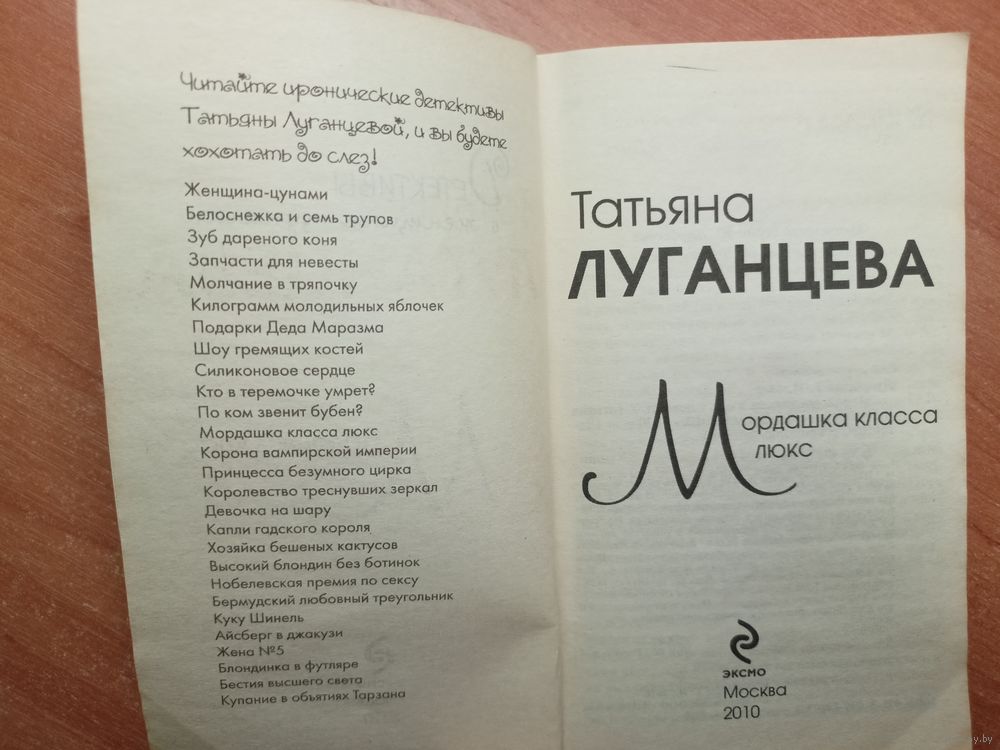 Читайте иронические детективы
Татьяны Луганцевой, и вы будете
хохотать до слез!
Женщина-цунами
Белоснежка и семь трупов
Зуб дареного коня
Запчасти для невесты
Молчание в тряпочку
Килограмм молодильных яблочек
Подарки Деда Маразма
Шоу гремящих костей
Силиконовое сердце
Кто в теремочке умрет?
По ком звенит бубен?
Мордашка класса люкс
Корона вампирской империи
Принцесса безумного цирка
Королевство треснувших зеркал
Девочка на шару
Капли гадского короля
Хозяйка бешеных кактусов
Высокий блондин без ботинок
Нобелевская премия по сексу
Бермудский любовный треугольник
Куку Шинель
Айсберг в джакузи
Жена №5
Блондинка в футляре
Бестия высшего света
Купание в объятиях Тарзана
Татьяна
ЛУГАНЦЕВА
Мордашка класса
люкс
ЭКСМО
Москва
2010